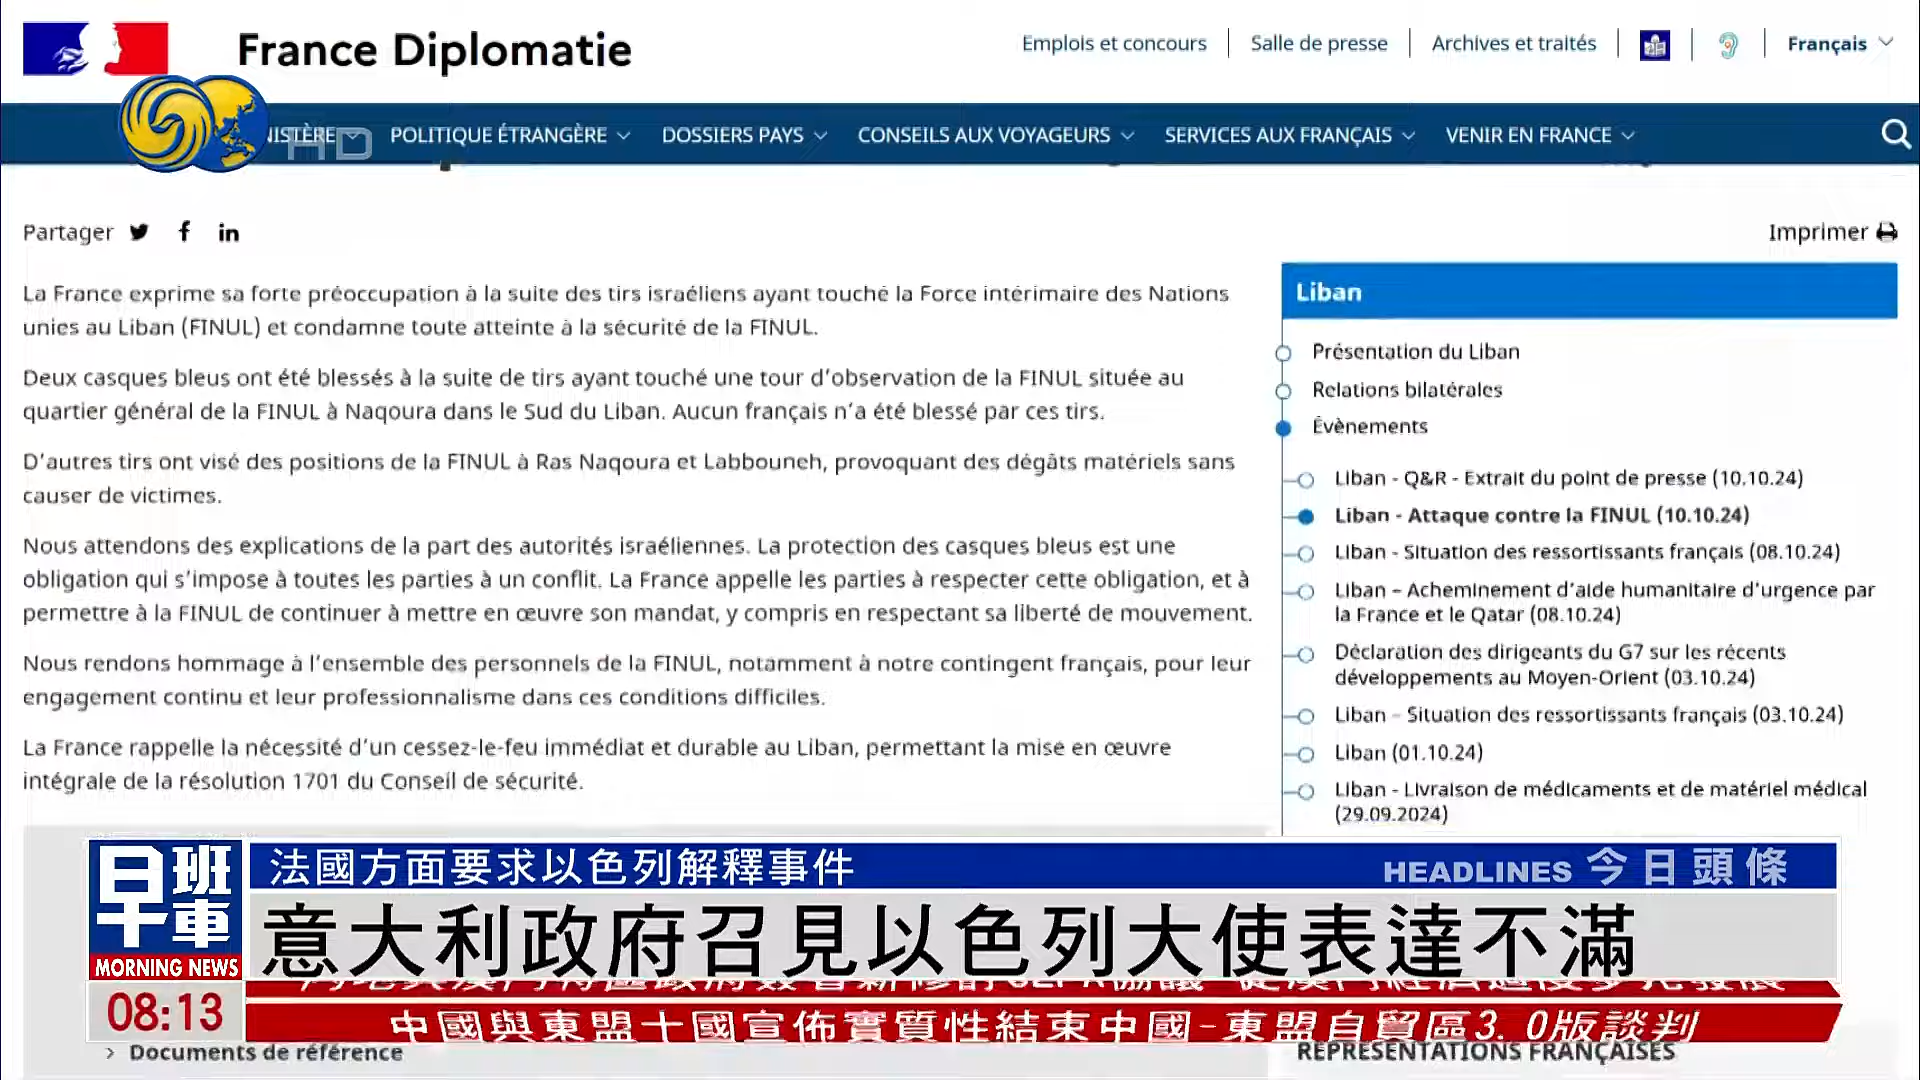 France Diplomatie
Emplois et concours
Salle de presse
Archives et traités
Français
HD
NISTÈRE
POLITIQUE ÉTRANGÈRE
DOSSIERS PAYS
CONSEILS AUX VOYAGEURS
SERVICES AUX FRANÇAIS
VENIR EN FRANCE
Partager
Imprimer
La France exprime sa forte préoccupation à la suite des tirs israéliens ayant touché la Force intérimaire des Nations
unies au Liban (FINUL) et condamne toute atteinte à la sécurité de la FINUL.
Deux casques bleus ont été blessés à la suite de tirs ayant touché une tour d’observation de la FINUL située au
quartier général de la FINUL à Naqoura dans le Sud du Liban. Aucun français n’a été blessé par ces tirs.
D’autres tirs ont visé des positions de la FINUL à Ras Naqoura et Labbouneh, provoquant des dégâts matériels sans
causer de victimes.
Nous attendons des explications de la part des autorités israéliennes. La protection des casques bleus est une
obligation qui s’impose à toutes les parties à un conflit. La France appelle les parties à respecter cette obligation, et à
permettre à la FINUL de continuer à mettre en œuvre son mandat, y compris en respectant sa liberté de mouvement.
Nous rendons hommage à l’ensemble des personnels de la FINUL, notamment à notre contingent français, pour leur
engagement continu et leur professionnalisme dans ces conditions difficiles.
La France rappelle la nécessité d’un cessez-le-feu immédiat et durable au Liban, permettant la mise en œuvre
intégrale de la résolution 1701 du Conseil de sécurité.
Liban
Présentation du Liban
Relations bilatérales
Évènements
Liban - Q&R - Extrait du point de presse (10.10.24)
Liban - Attaque contre la FINUL (10.10.24)
Liban - Situation des ressortissants français (08.10.24)
Liban – Acheminement d’aide humanitaire d’urgence par
la France et le Qatar (08.10.24)
Déclaration des dirigeants du G7 sur les récents
développements au Moyen-Orient (03.10.24)
Liban – Situation des ressortissants français (03.10.24)
Liban (01.10.24)
Liban - Livraison de médicaments et de matériel médical
(29.09.2024)
早班車
MORNING NEWS
08:13
法國方面要求以色列解釋事件
HEADLINES 今日頭條
意大利政府召見以色列大使表達不滿
中國與東盟十國宣佈實質性結束中國-東盟自貿區3.0版談判
Documents de référence
REPRÉSENTATIONS FRANÇAISES